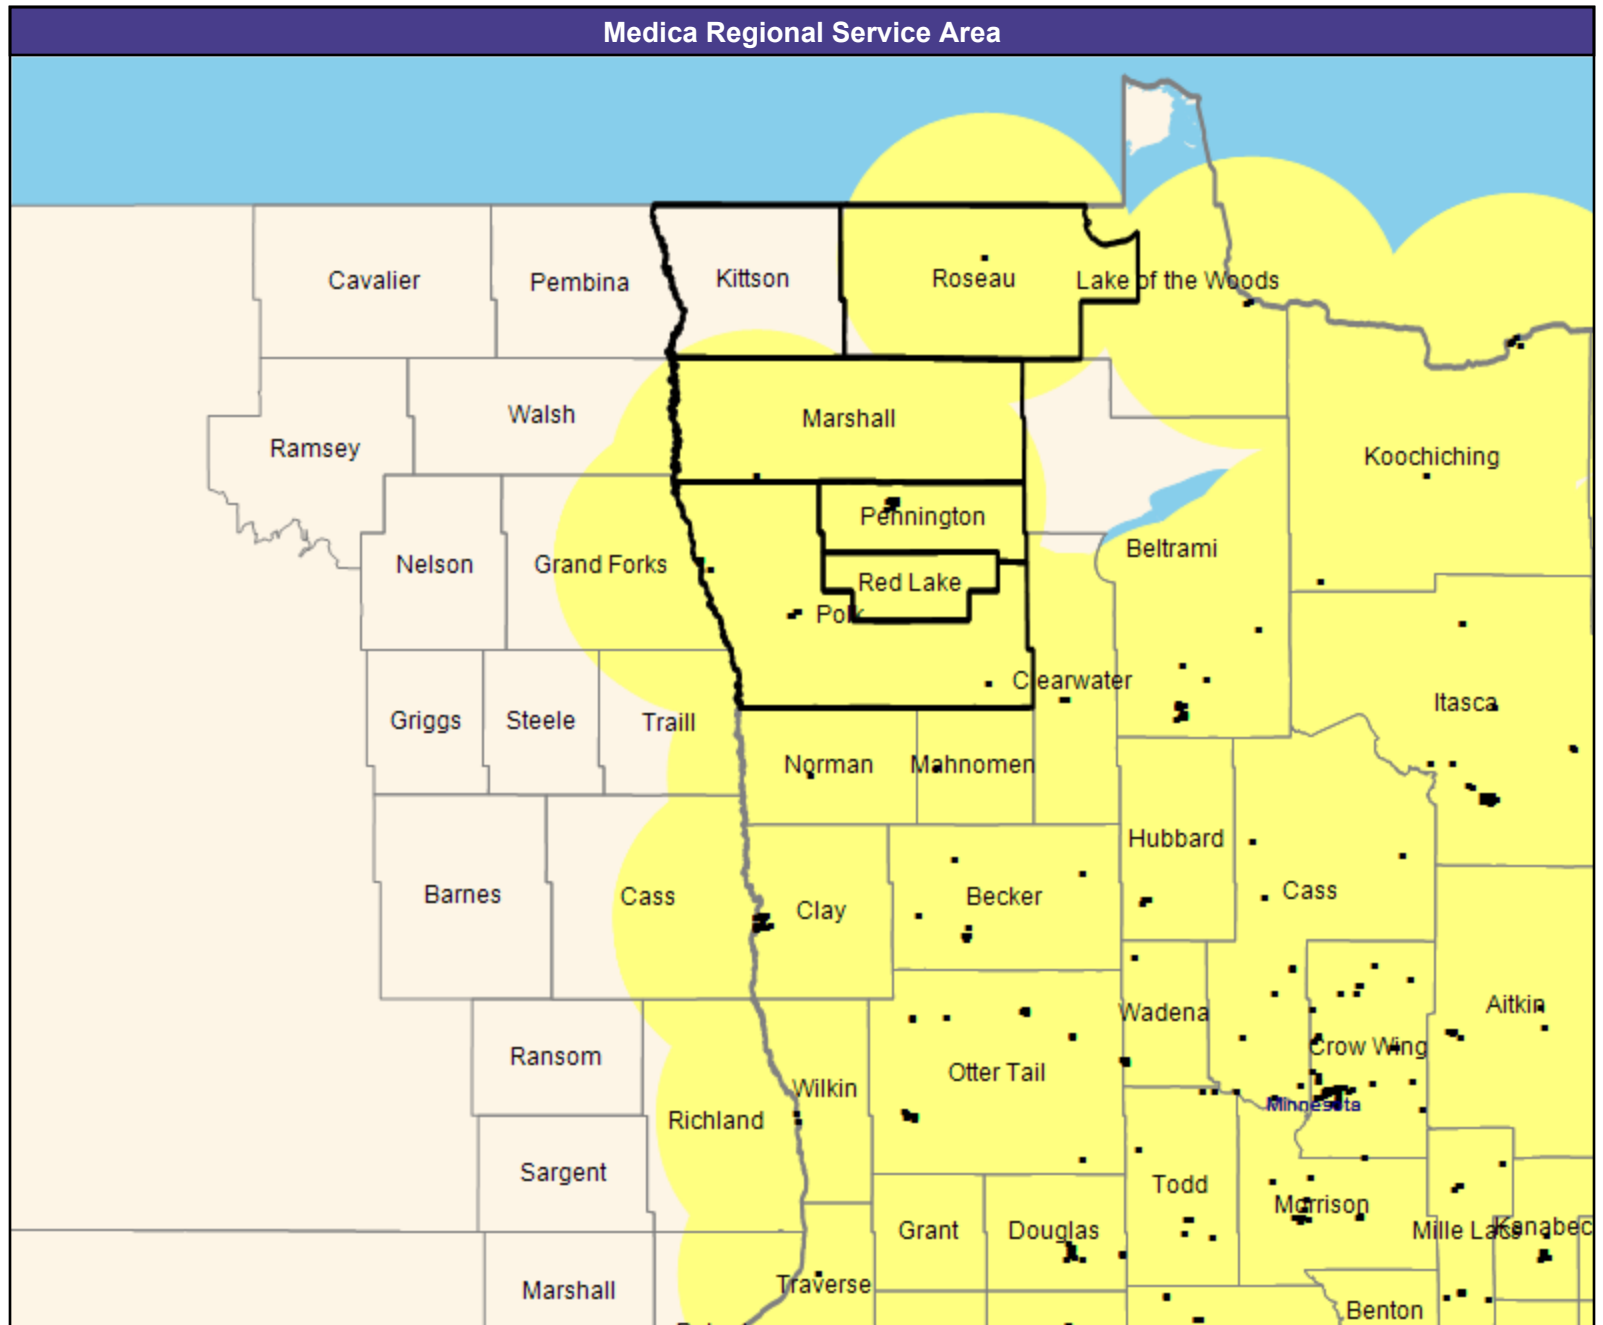 Medica Regional Service Area
Cavalier
Pembina
Kittson
Roseau
Lake of the Woods
Walsh
Marshall
Ramsey
Koochiching
Pennington
Nelson
Grand Forks
Beltrami
Red Lake
Polk
Clearwater
Griggs
Steele
Traill
Itasca
Norman
Mahnomen
Hubbard
Barnes
Cass
Clay
Becker
Cass
Aitkin
Wadena
Crow Wing
Ransom
Otter Tail
Wilkin
Minnesota
Richland
Sargent
Todd
Morrison
Grant
Douglas
Mille Lacs
Kanabec
Marshall
Traverse
Benton